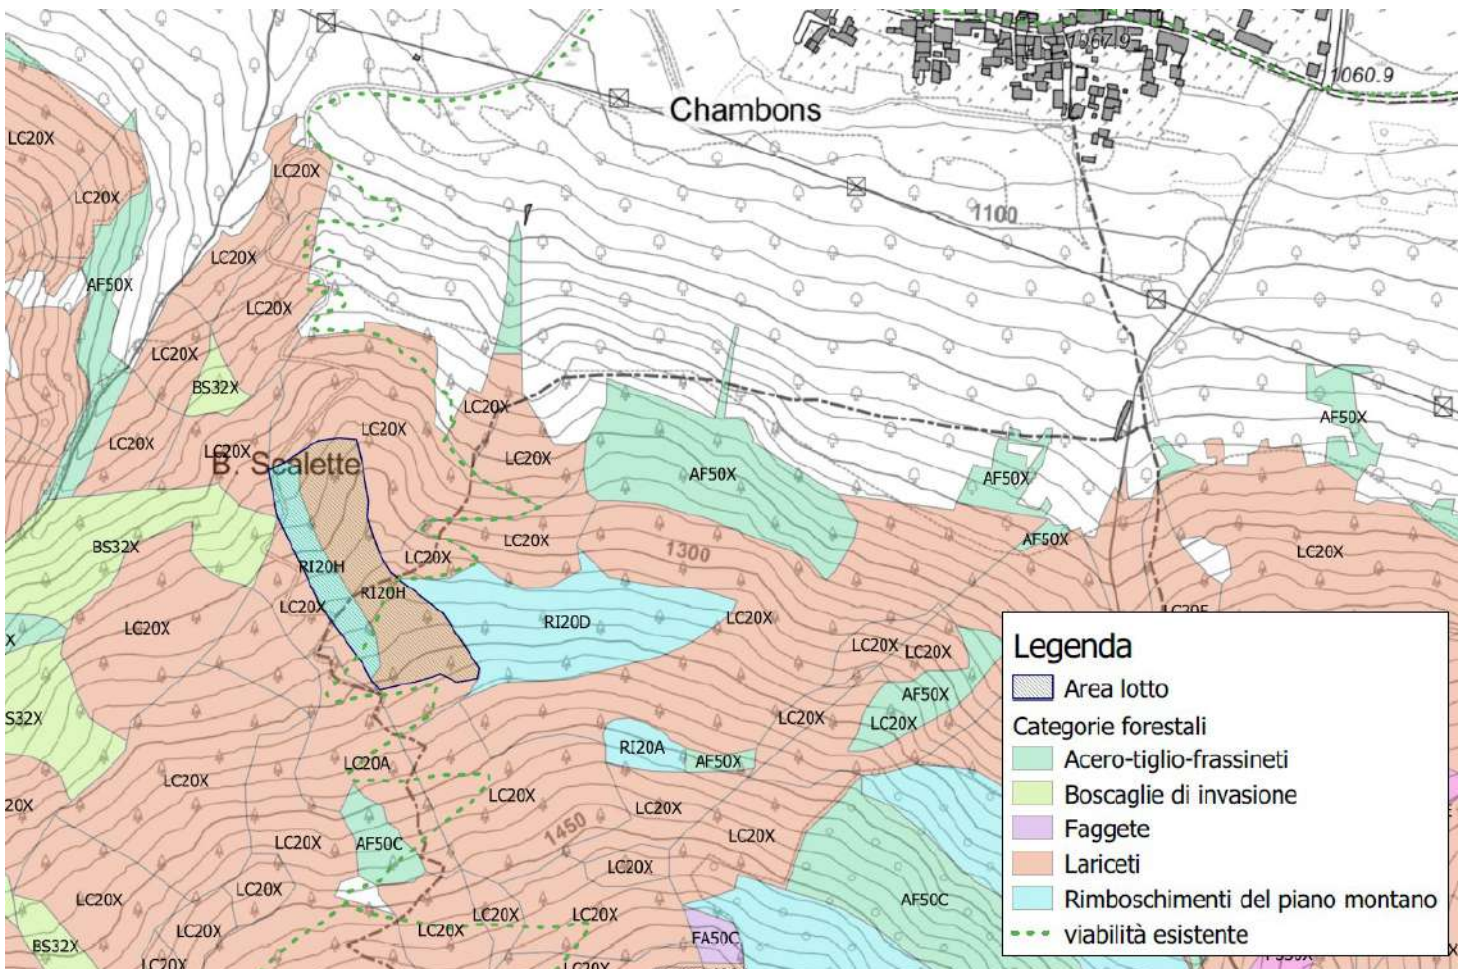 1067.9
1060.9
Chambons
LC20X
LC20X
LC20X
1100
LC20X
AF50X
LC20X
LC20X
BS32X
LC20X
LC20X
AF50X
LC20X
LC20X
LC20X
B. Scalette
AF50X
AF50X
BS32X
LC20X
LC20X
1300
AF50X
LC20X
RI20H
RI20H
LC20X
LC20X
RI20D
LC20X
LC20X
LC20X
AF50X
LC20X
LC20X
RI20A
AF50X
LC20A
LC20X
LC20X
LC20X
1450
LC20X
LC20X
AF50C
LC20X
LC20X
LC20X
AF50C
LC20X
LC20X
LC20X
LC20X
LC20X
FA50C
BS32X
LC20X
LC20X
Legenda
Area lotto
Categorie forestali
Acero-tiglio-frassineti
Boscaglie di invasione
Faggete
Lariceti
Rimboschimenti del piano montano
viabilità esistente